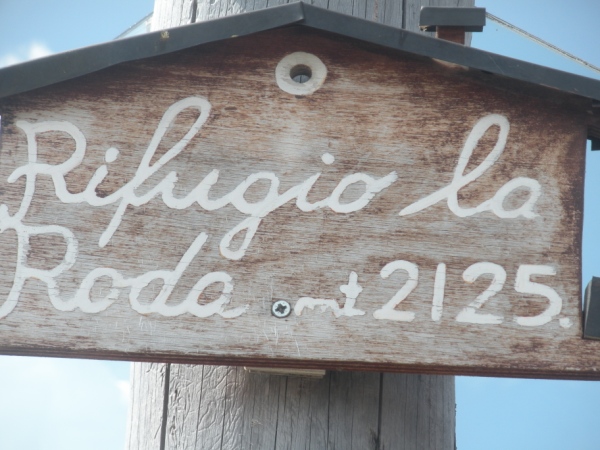 Rifugio la
Roda mt 2125.